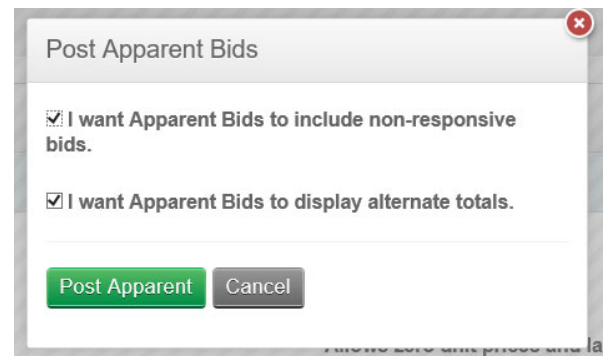 Post Apparent Bids
I want Apparent Bids to include non-responsive
bids.
I want Apparent Bids to display alternate totals.
Post Apparent Cancel